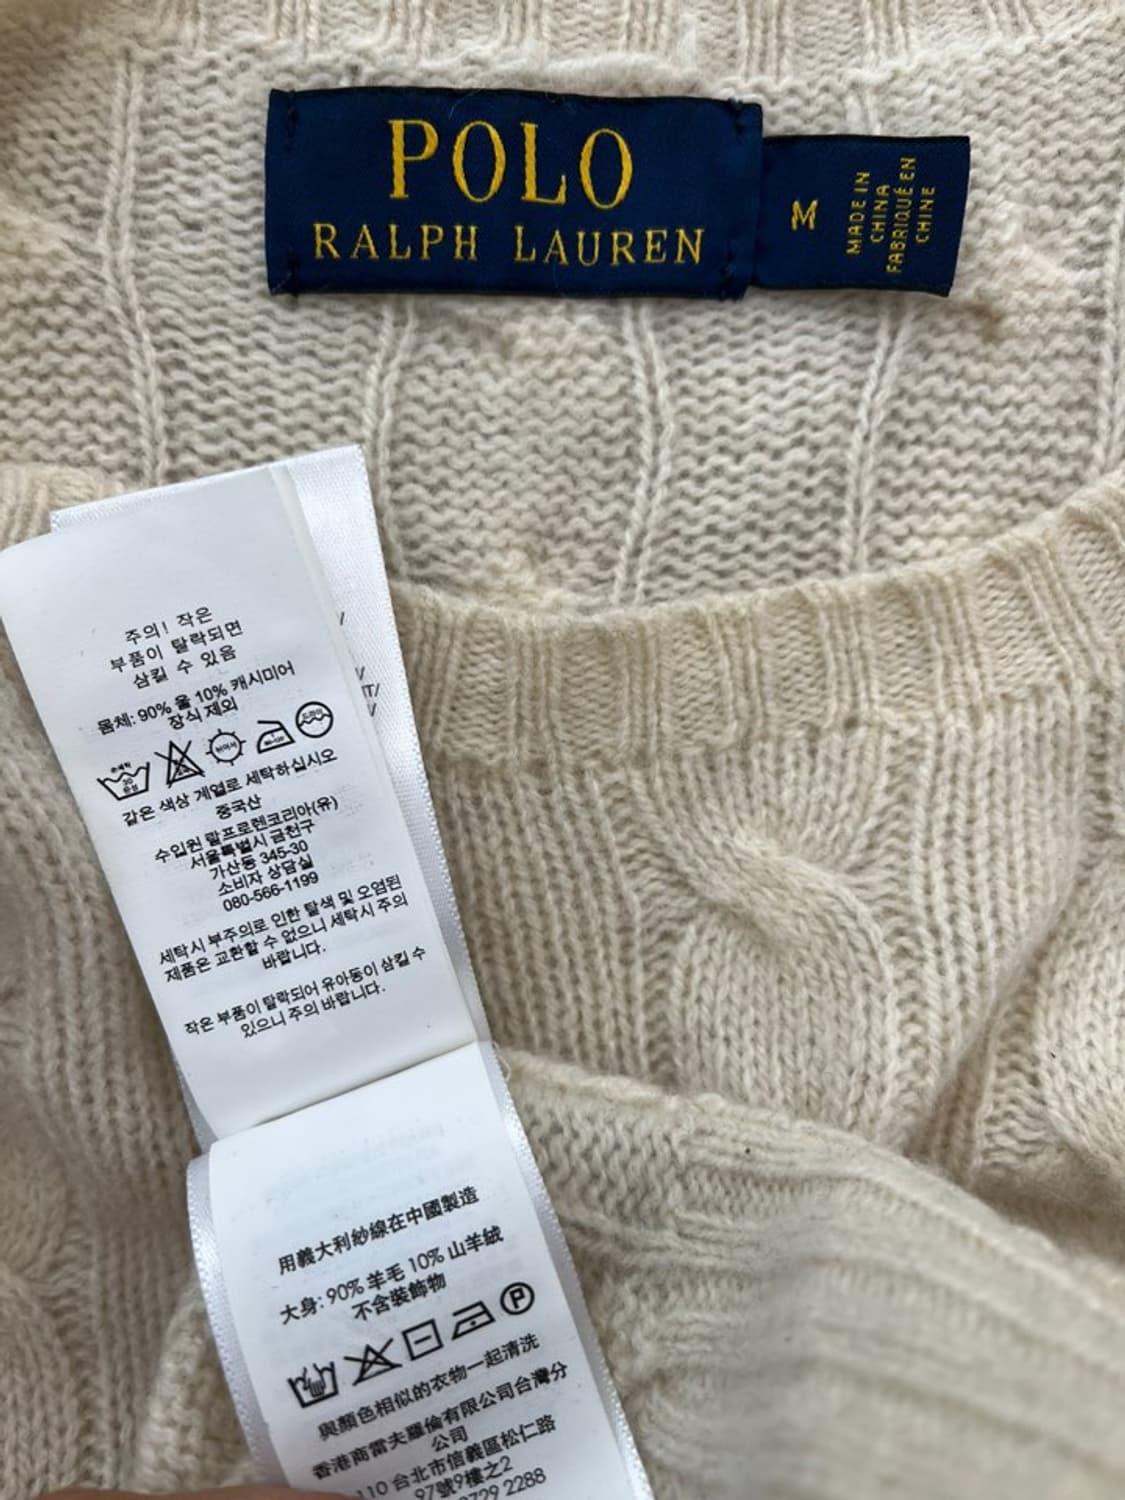 POLO
RALPH LAUREN
M
MADE IN
CHINA
FABRIQUÉ EN
CHINE
주의! 작은
부품이 탈락되면
삼킬 수 있음
몸체: 90% 울 10% 캐시미어
장식 제외
같은 색상 계열로 세탁하십시오
중국산
수입원 랄프로렌코리아(유)
서울특별시 금천구
가산동 345-30
소비자 상담실
080-566-1199
세탁시 부주의로 인한 탈색 및 오염된
제품은 교환할 수 없으니 세탁시 주의
바랍니다.
작은 부품이 탈락되어 유아동이 삼킬 수
있으니 주의 바랍니다.
用義大利紗線在中國製造
大身: 90% 羊毛 10% 山羊絨
不含裝飾物
P
與顏色相似的衣物一起清洗
香港商雷夫羅倫有限公司台灣分
公司
110 台北市信義區松仁路
97號9樓之2
2288